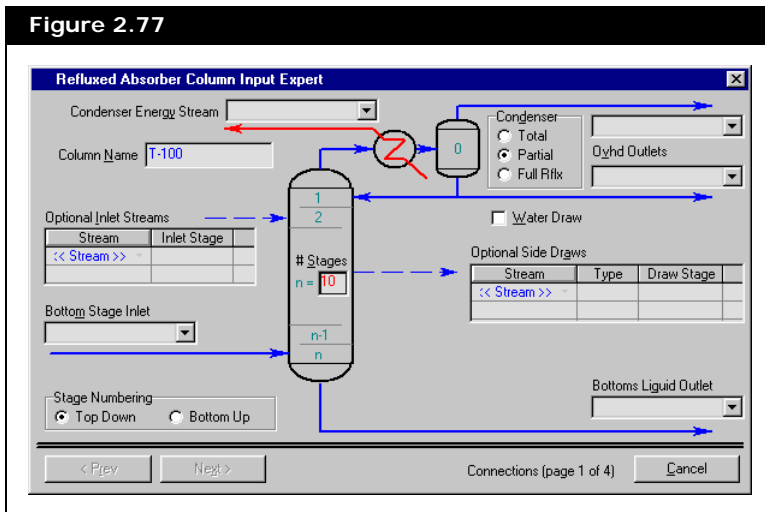 Figure 2.77
Refluxed Absorber Column Input Expert
Condenser Energy Stream
Column Name T-100
0
Condenser
Total
Partial
Full Rflx
Ovhd Outlets
1
2
Water Draw
Optional Inlet Streams
Stream Inlet Stage
<< Stream >>
# Stages
n = 10
Optional Side Draws
Stream Type Draw Stage
<< Stream >>
Bottom Stage Inlet
n-1
n
Stage Numbering
Top Down Bottom Up
Bottoms Liquid Outlet
< Prev Next > Connections (page 1 of 4) Cancel